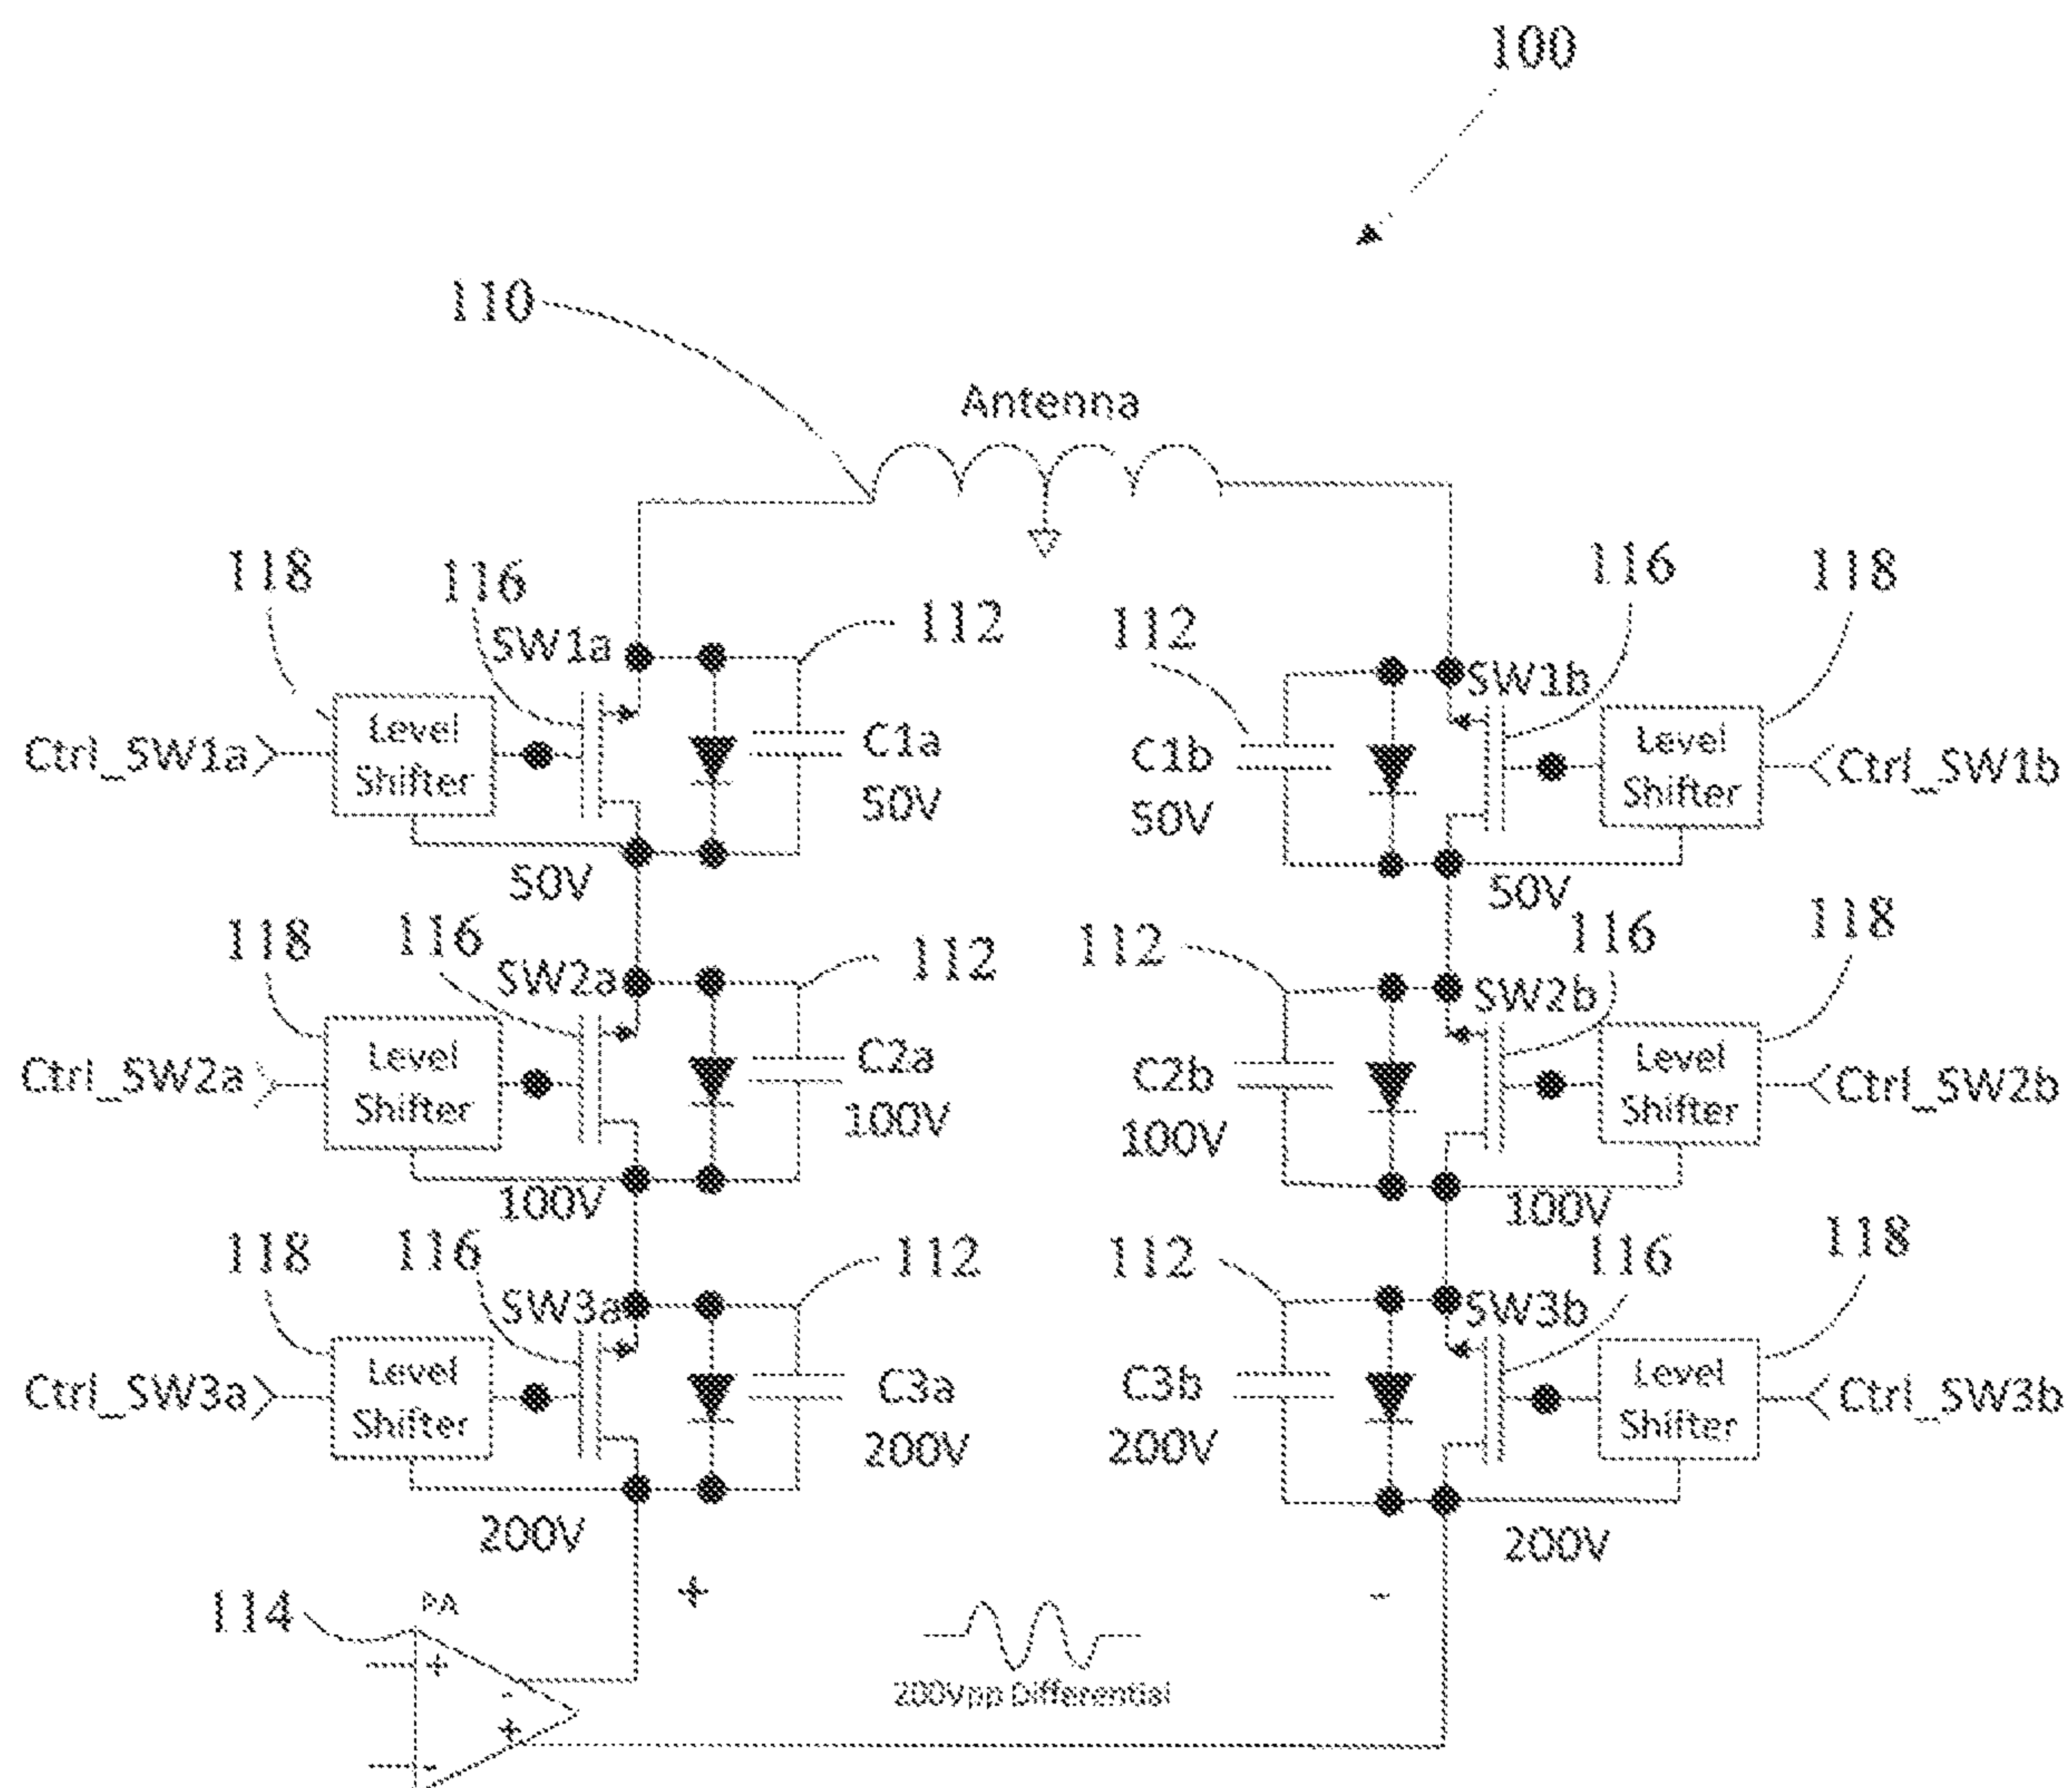 100
110
Antenna
118
116
SW1a
112
112
116
118
SW1b
Ctrl_SW1a
Level
Shifter
C1a
50V
C1b
50V
Level
Shifter
Ctrl_SW1b
50V
50V
118
116
SW2a
112
112
116
118
SW2b
Ctrl_SW2a
Level
Shifter
C2a
100V
C2b
100V
Level
Shifter
Ctrl_SW2b
100V
100V
118
116
SW3a
112
112
116
118
SW3b
Ctrl_SW3a
Level
Shifter
C3a
200V
C3b
200V
Level
Shifter
Ctrl_SW3b
200V
200V
114
PA
+
-
+
-
+
-
200Vpp Differential